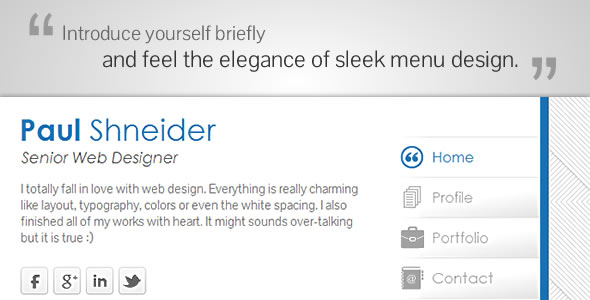 “ Introduce yourself briefly
and feel the elegance of sleek menu design. ”
Paul Shneider
Senior Web Designer
I totally fall in love with web design. Everything is really charming
like layout, typography, colors or even the white spacing. I also
finished all of my works with heart. It might sounds over-talking
but it is true :)
f g+ in
Home
Profile
Portfolio
@ Contact